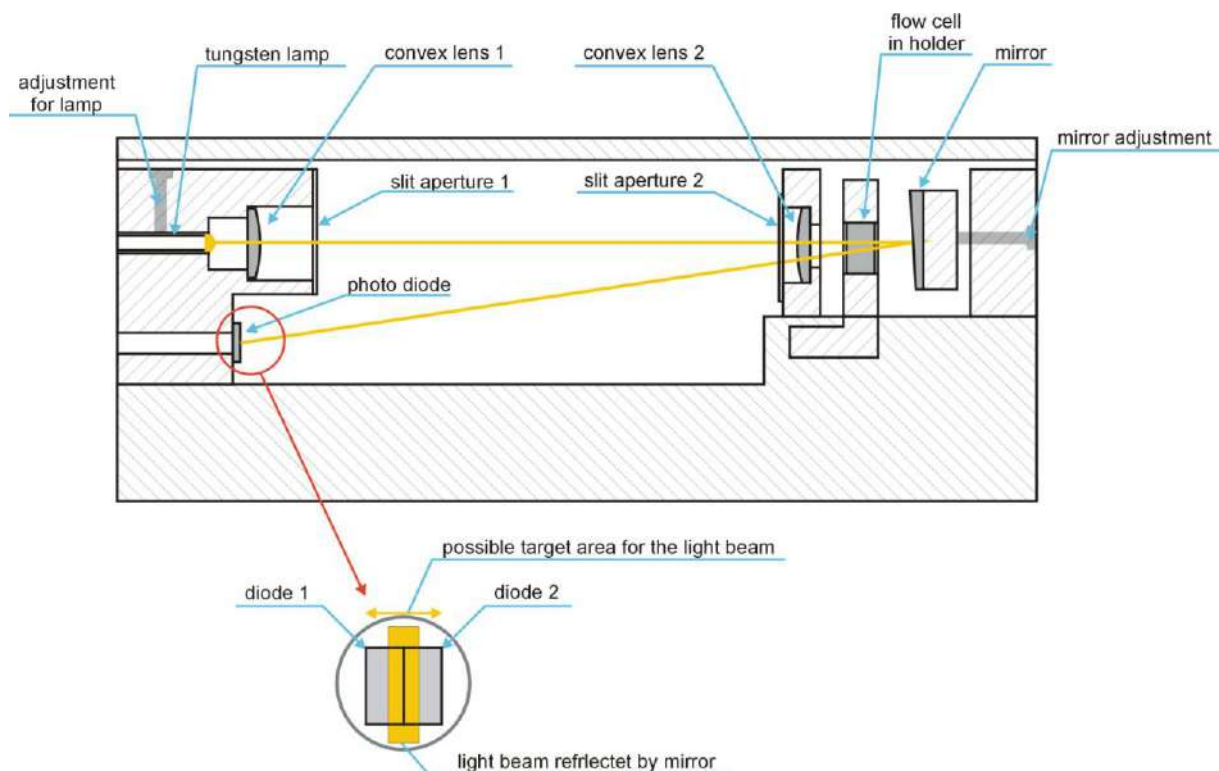 flow cell
in holder
tungsten lamp
convex lens 1
convex lens 2
mirror
adjustment
for lamp
mirror adjustment
slit aperture 1
slit aperture 2
photo diode
possible target area for the light beam
diode 1
diode 2
light beam refrlectet by mirror